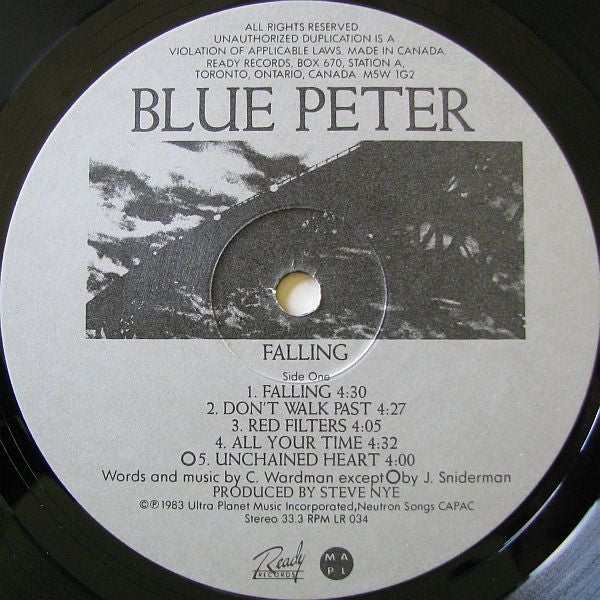 ALL RIGHTS RESERVED.
UNAUTHORIZED DUPLICATION IS A
VIOLATION OF APPLICABLE LAWS. MADE IN CANADA.
READY RECORDS, BOX 670, STATION A,
TORONTO, ONTARIO, CANADA M5W 1G2
BLUE PETER
FALLING
Side One
1. FALLING 4:30
2. DON'T WALK PAST 4:27
3. RED FILTERS 4:05
4. ALL YOUR TIME 4:32
O5. UNCHAINED HEART 4:00
Words and music by C. Wardman except O by J. Sniderman
PRODUCED BY STEVE NYE
©℗1983 Ultra Planet Music Incorporated,Neutron Songs CAPAC
Stereo 33.3 RPM LR 034
Ready
RECORDS
M A
P L